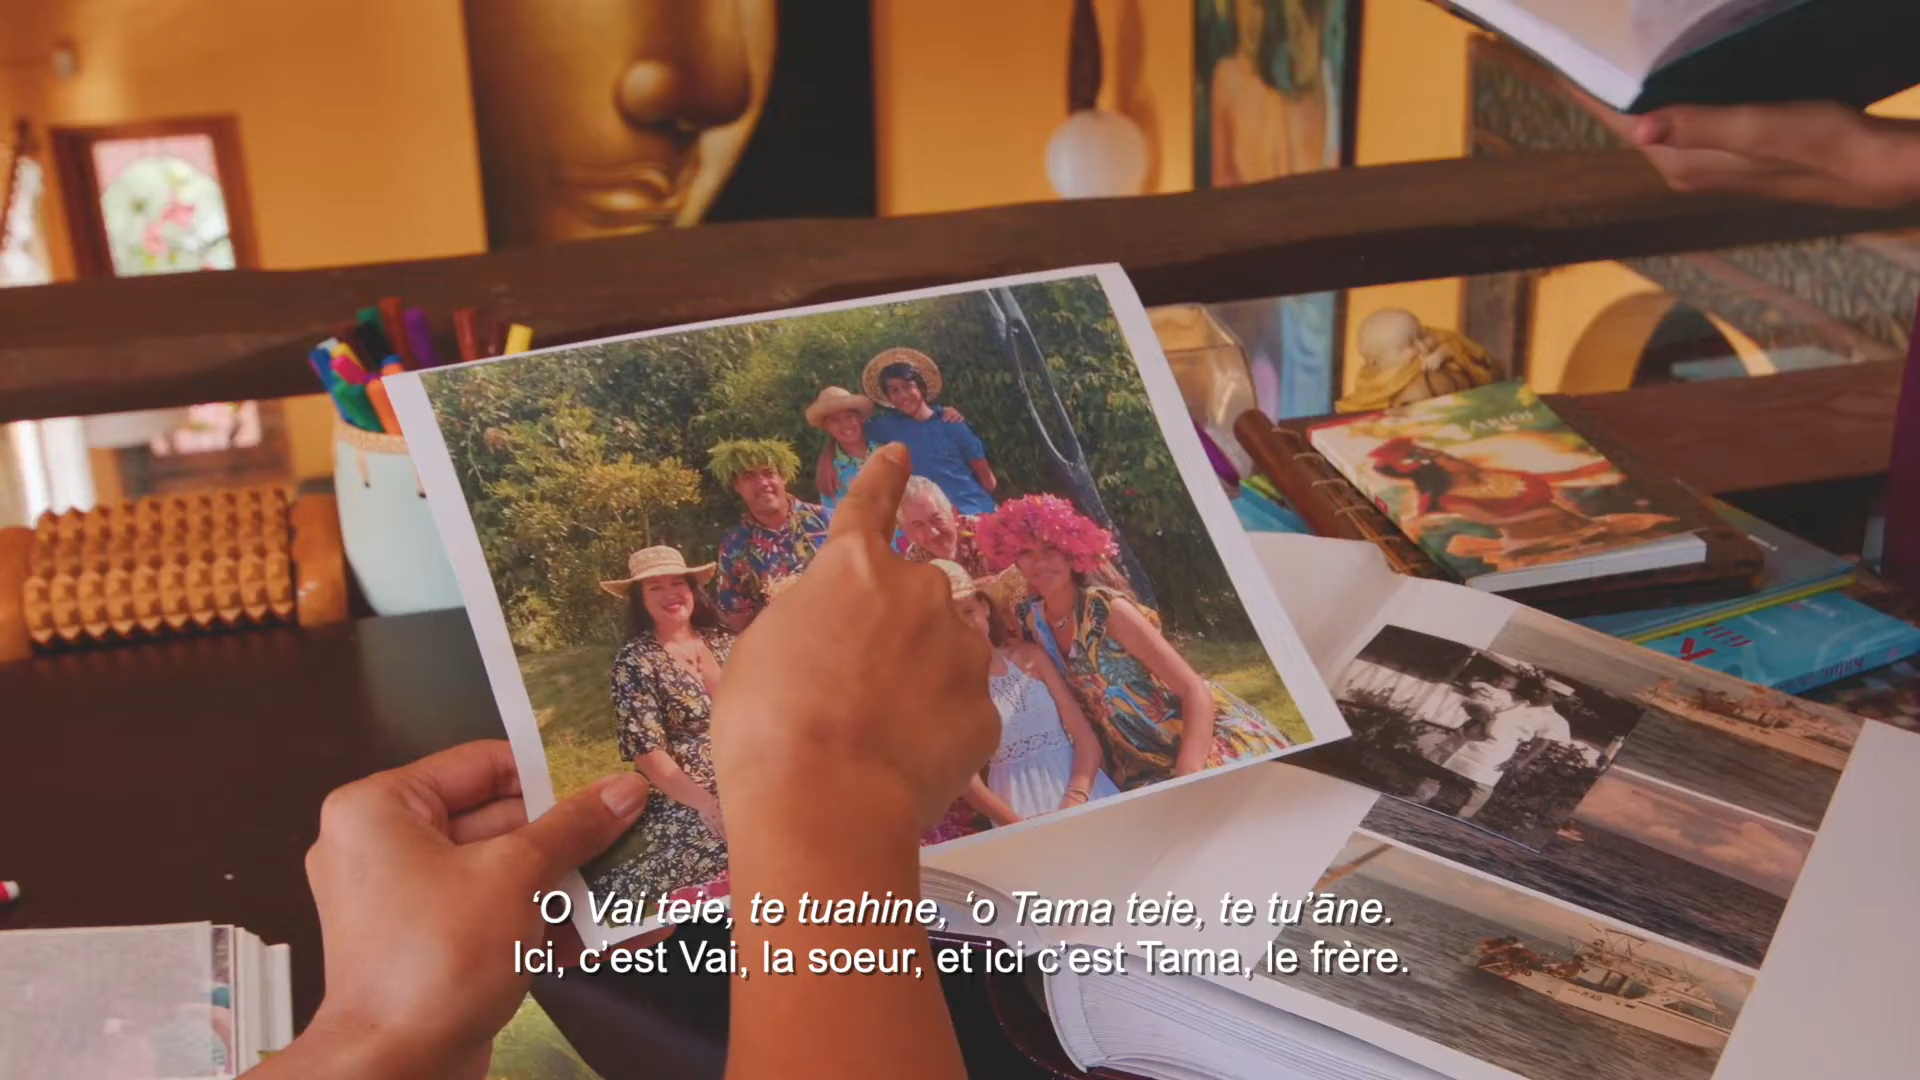 ‘O Vai teie, te tuahine, ‘o Tama teie, te tu’āne.
Ici, c’est Vai, la soeur, et ici c’est Tama, le frère.